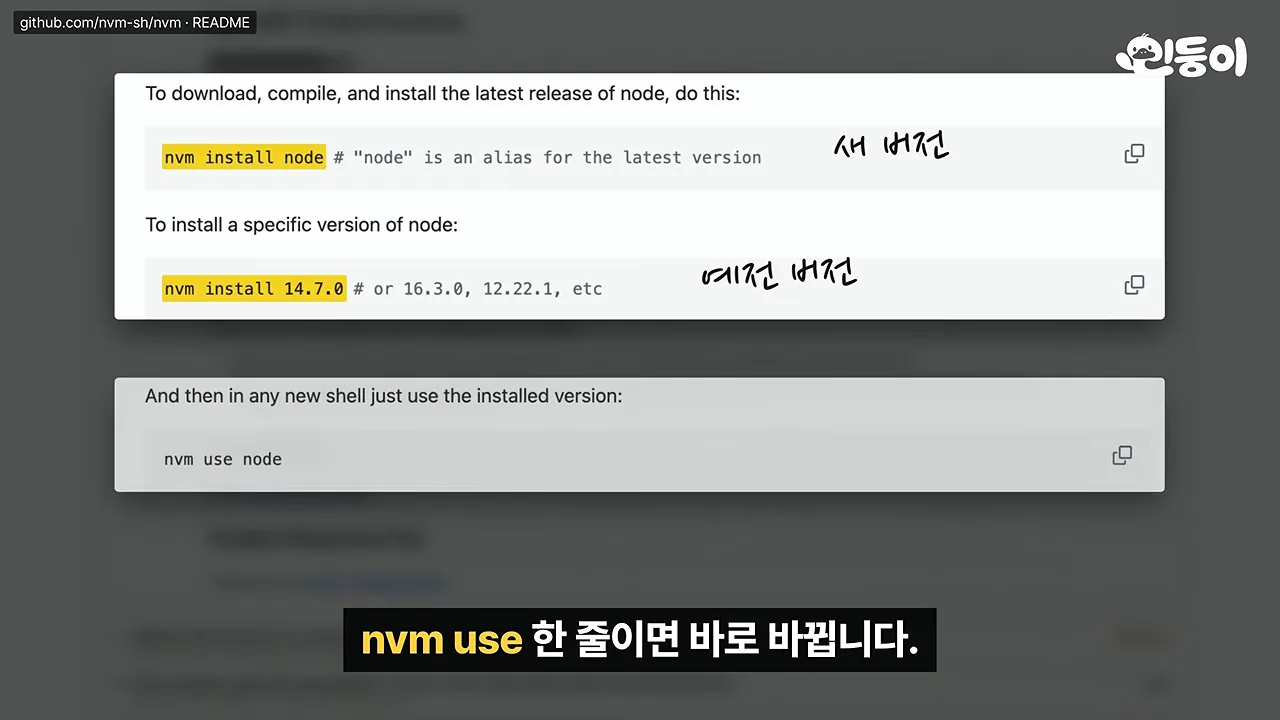 github.com/nvm-sh/nvm · README
인둥이
To download, compile, and install the latest release of node, do this:
nvm install node # "node" is an alias for the latest version
새 버전
To install a specific version of node:
nvm install 14.7.0 # or 16.3.0, 12.22.1, etc
예전 버전
And then in any new shell just use the installed version:
nvm use node
nvm use 한 줄이면 바로 바뀝니다.